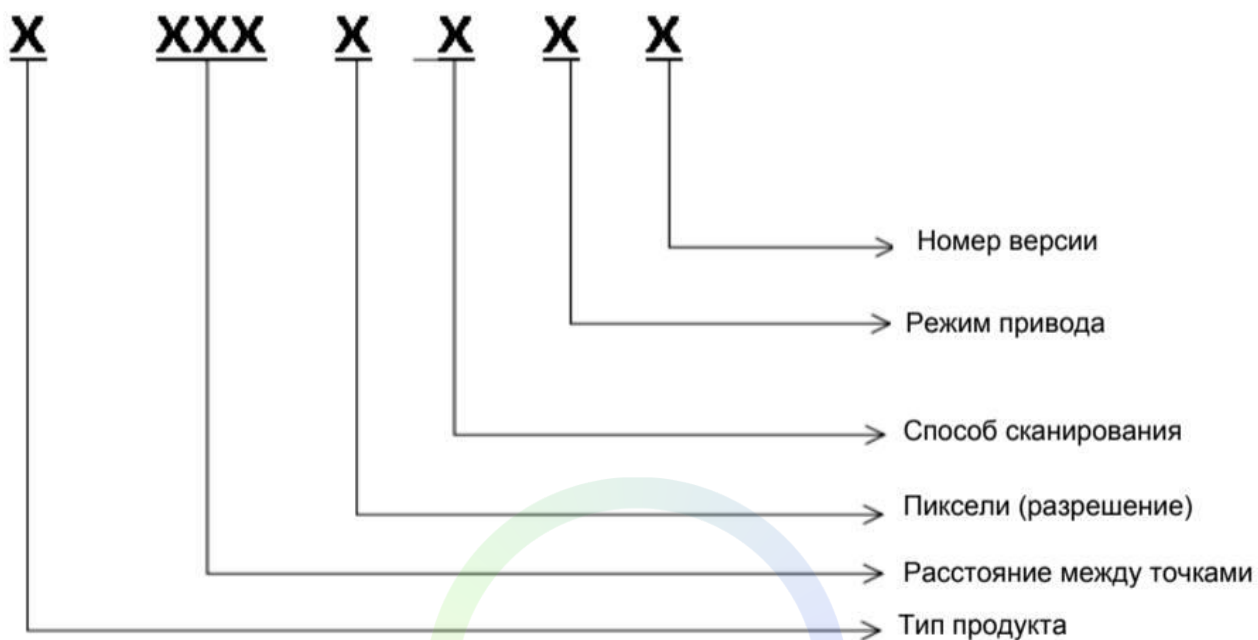 X XXX X X X X
Номер версии
Режим привода
Способ сканирования
Пиксели (разрешение)
Расстояние между точками
Тип продукта